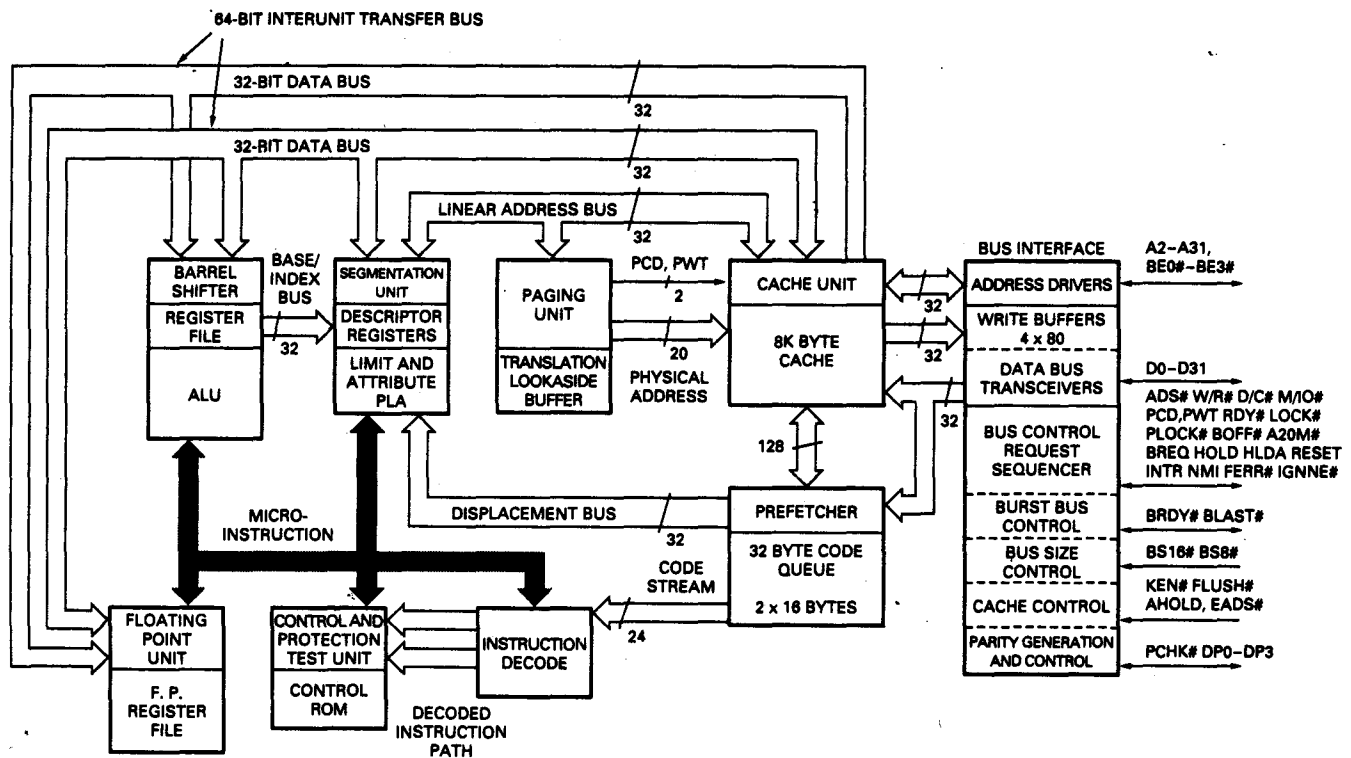 64-BIT INTERUNIT TRANSFER BUS
32-BIT DATA BUS
32
32-BIT DATA BUS
32
LINEAR ADDRESS BUS
32
BARREL
SHIFTER
REGISTER
FILE
ALU
BASE/
INDEX
BUS
32
SEGMENTATION
UNIT
DESCRIPTOR
REGISTERS
LIMIT AND
ATTRIBUTE
PLA
PAGING
UNIT
TRANSLATION
LOOKASIDE
BUFFER
PCD, PWT
2
20
PHYSICAL
ADDRESS
CACHE UNIT
8K BYTE
CACHE
32
32
32
128
BUS INTERFACE
ADDRESS DRIVERS
WRITE BUFFERS
4 x 80
DATA BUS
TRANSCEIVERS
BUS CONTROL
REQUEST
SEQUENCER
BURST BUS
CONTROL
BUS SIZE
CONTROL
CACHE CONTROL
PARITY GENERATION
AND CONTROL
A2-A31,
BE0#-BE3#
D0-D31
ADS# W/R# D/C# M/IO#
PCD,PWT RDY# LOCK#
PLOCK# BOFF# A20M#
BREQ HOLD HLDA RESET
INTR NMI FERR# IGNNE#
BRDY# BLAST#
BS16# BS8#
KEN# FLUSH#
AHOLD, EADS#
PCHK# DP0-DP3
PREFETCHER
32 BYTE CODE
QUEUE
2 x 16 BYTES
DISPLACEMENT BUS
32
MICRO-
INSTRUCTION
CODE
STREAM
24
FLOATING
POINT
UNIT
F. P.
REGISTER
FILE
CONTROL AND
PROTECTION
TEST UNIT
CONTROL
ROM
INSTRUCTION
DECODE
DECODED
INSTRUCTION
PATH